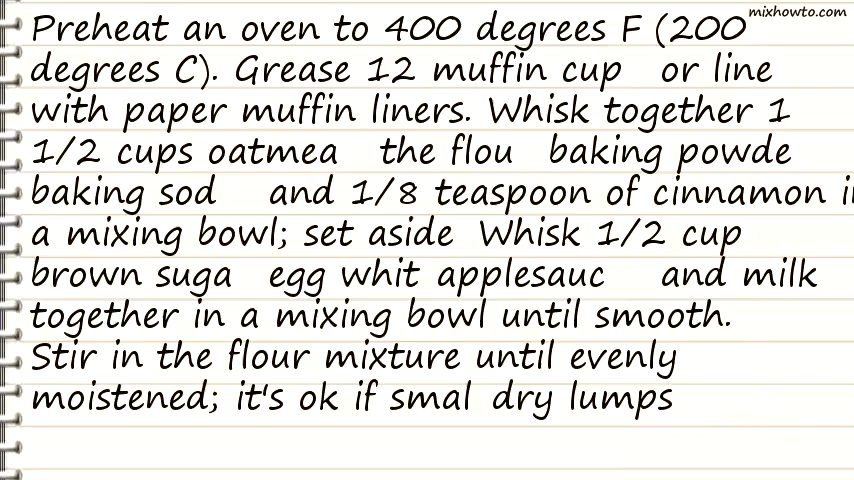 mixhowto.com
Preheat an oven to 400 degrees F (200
degrees C). Grease 12 muffin cup or line
with paper muffin liners. Whisk together 1
1/2 cups oatmea the flou baking powde
baking sod and 1/8 teaspoon of cinnamon i
a mixing bowl; set aside Whisk 1/2 cup
brown suga egg whit applesauc and milk
together in a mixing bowl until smooth.
Stir in the flour mixture until evenly
moistened; it's ok if smal dry lumps